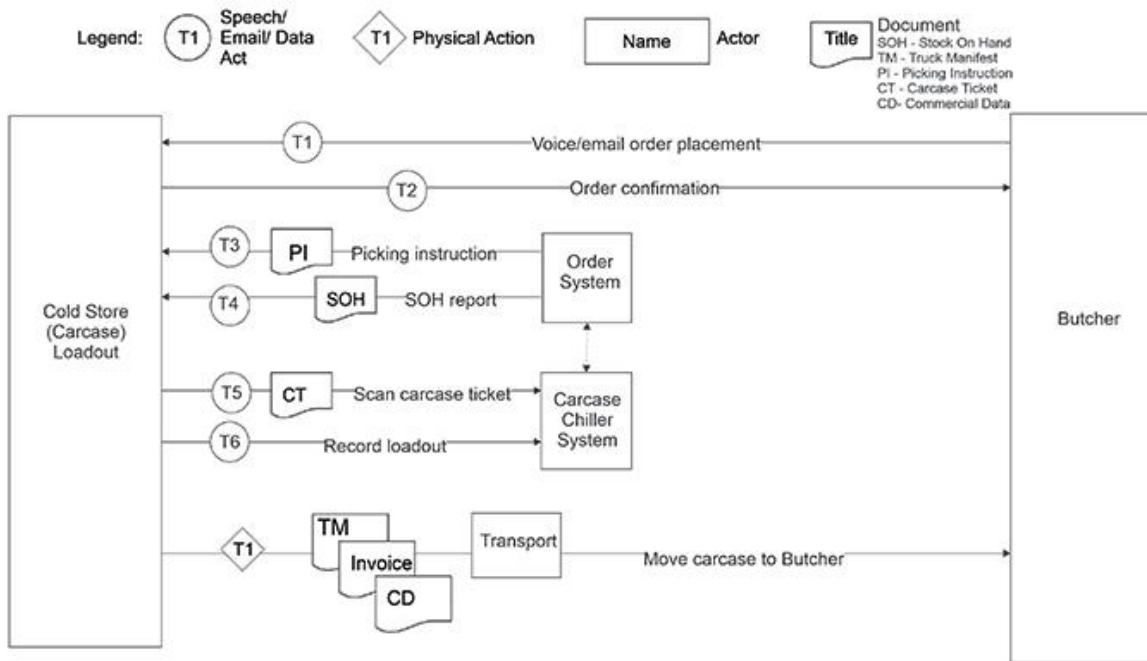 Legend:
T1
Speech/
Email/ Data
Act
T1
Physical Action
Name
Actor
Title
Document
SOH - Stock On Hand
TM - Truck Manifest
PI - Picking Instruction
CT - Carcase Ticket
CD- Commercial Data
T1
Voice/email order placement
T2
Order confirmation
T3
PI
Picking instruction
Order
System
T4
SOH
SOH report
Cold Store
(Carcase)
Loadout
Butcher
T5
CT
Scan carcase ticket
Carcase
Chiller
System
T6
Record loadout
T1
TM
Invoice
CD
Transport
Move carcase to Butcher